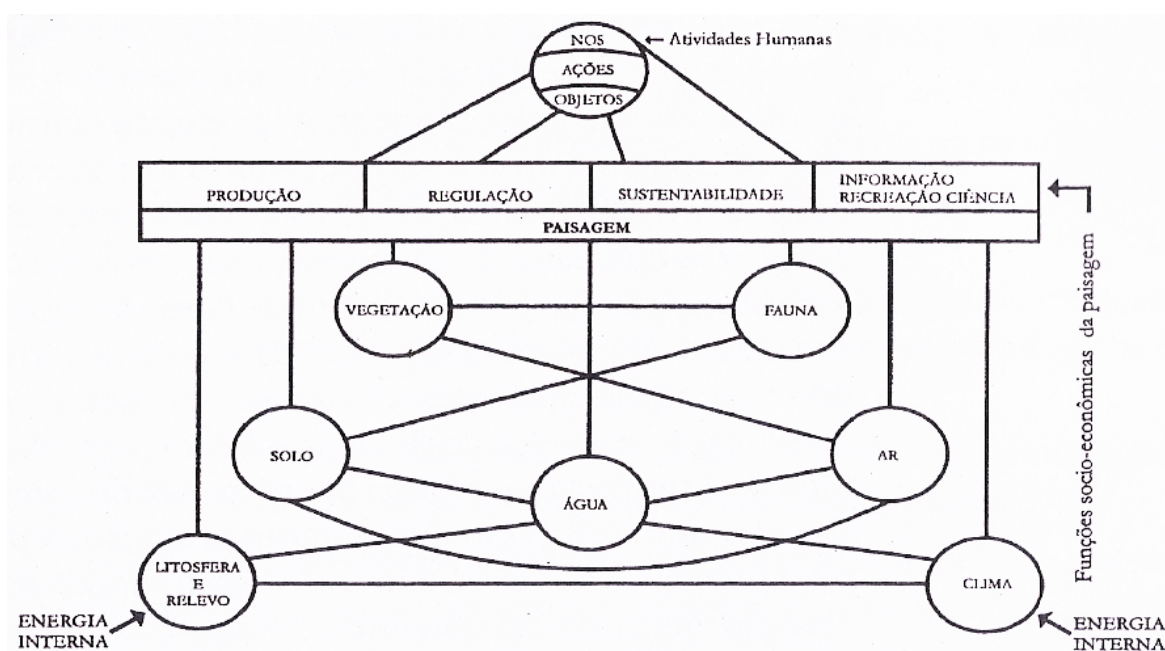 NOS
← Atividades Humanas
AÇÕES
OBJETOS
PRODUÇÃO
REGULAÇÃO
SUSTENTABILIDADE
INFORMAÇÃO
RECREAÇÃO CIÊNCIA
PAISAGEM
VEGETAÇÃO
FAUNA
SOLO
AR
ÁGUA
LITOSFERA
E
RELEVO
CLIMA
ENERGIA
INTERNA
ENERGIA
INTERNA
Funções socio-econômicas da paisagem